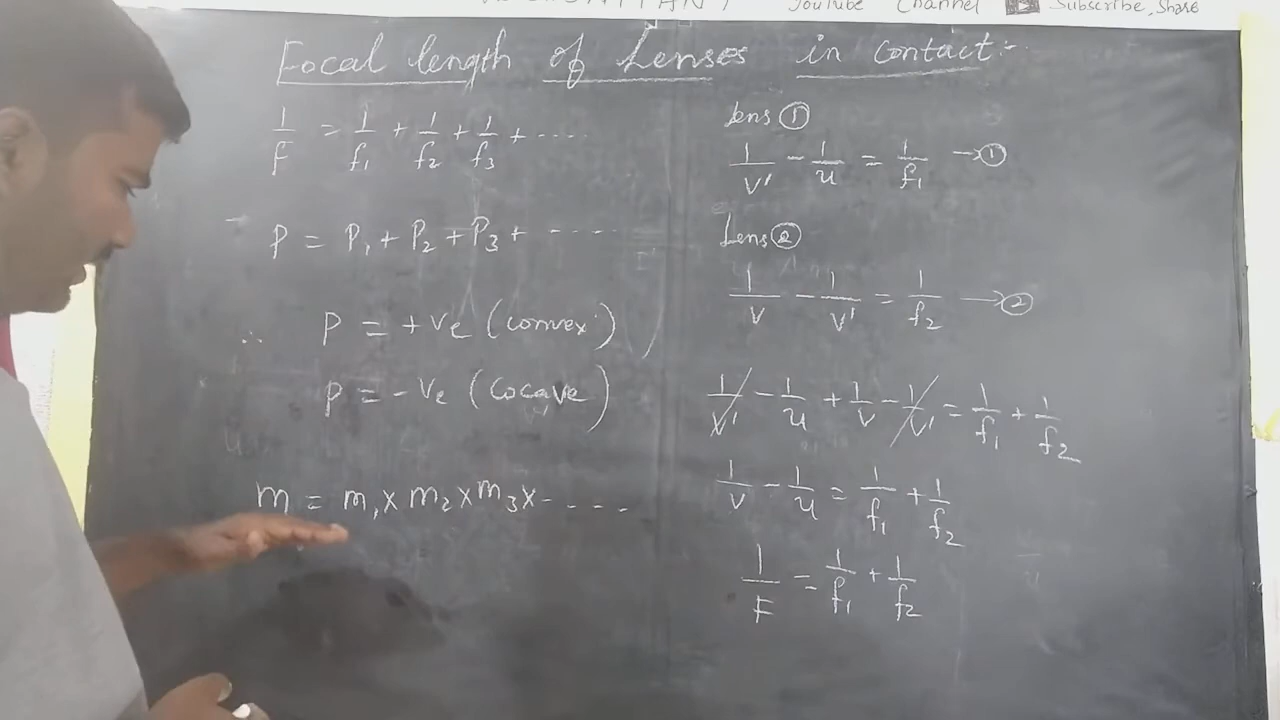 YouTube Channel Subscribe, Share
Focal length of Lenses in contact:-
1/F = 1/f₁ + 1/f₂ + 1/f₃ + ....
P = P₁ + P₂ + P₃ + ....
∴ P = +ve (convex)
P = -ve (cocave)
m = m₁ x m₂ x m₃ x - - - -
Lens ①
1/v' - 1/u = 1/f₁ → ①
Lens ②
1/v - 1/v' = 1/f₂ → ②
1/v' - 1/u + 1/v - 1/v' = 1/f₁ + 1/f₂
1/v - 1/u = 1/f₁ + 1/f₂
1/F = 1/f₁ + 1/f₂